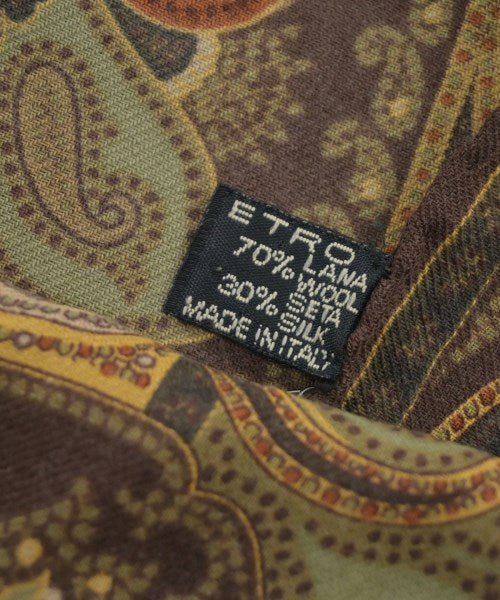 ETRO
LANA
70% WOOL
SETA
30% SILK
MADE IN ITALY